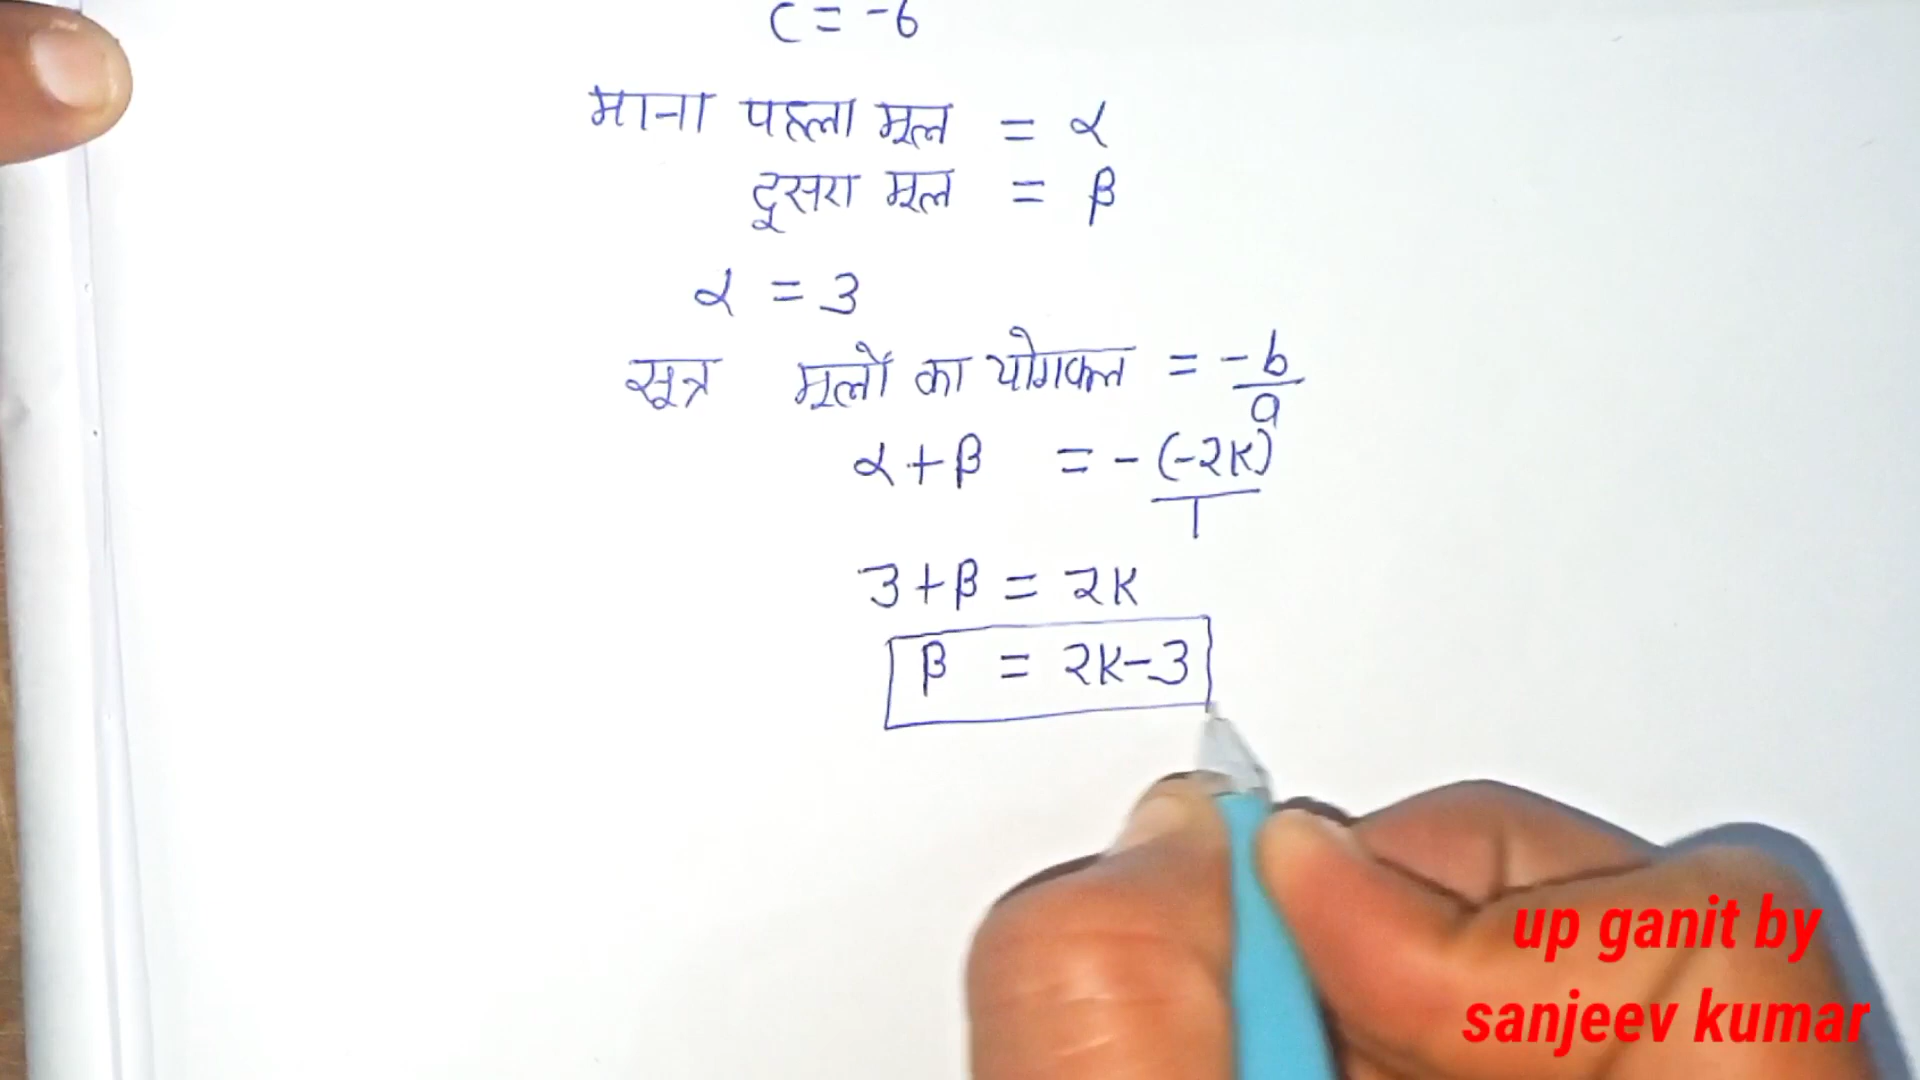 C = -6
माना पहला मूल = α
दूसरा मूल = β
α = 3
सूत्र मूलों का योगफल = -b/a
α+β = -(-2K)/1
3+β = 2K
β = 2K-3
up ganit by
sanjeev kumar